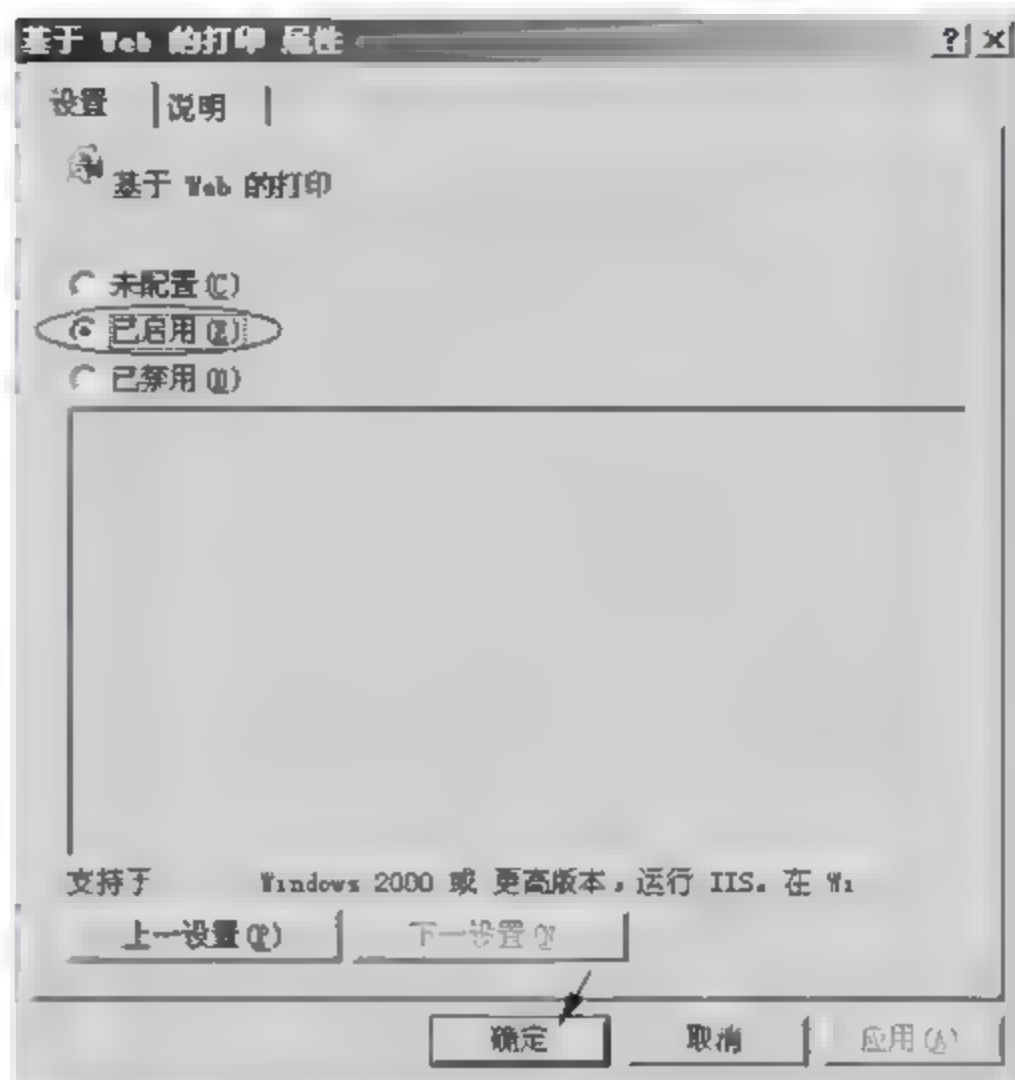 基于 Web 的打印 属性 ? ×
设置 说明
基于 Web 的打印
未配置(C)
已启用(E)
已禁用(D)
支持于 Windows 2000 或 更高版本，运行 IIS。在 Wi
上一设置(P) 下一设置(N
确定 取消 应用(A)